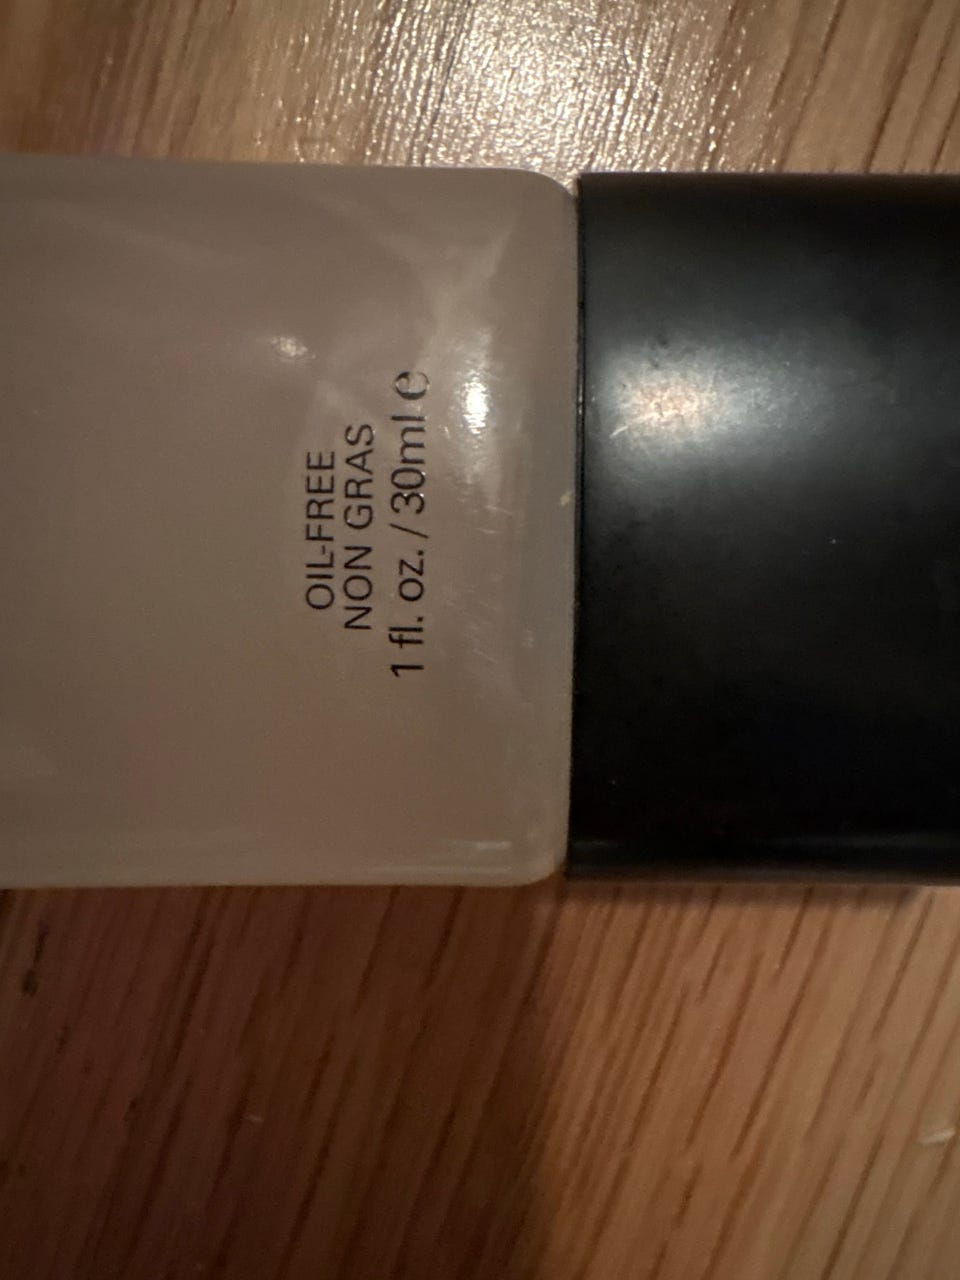 OIL-FREE
NON GRAS
1 fl. oz. / 30ml ℮